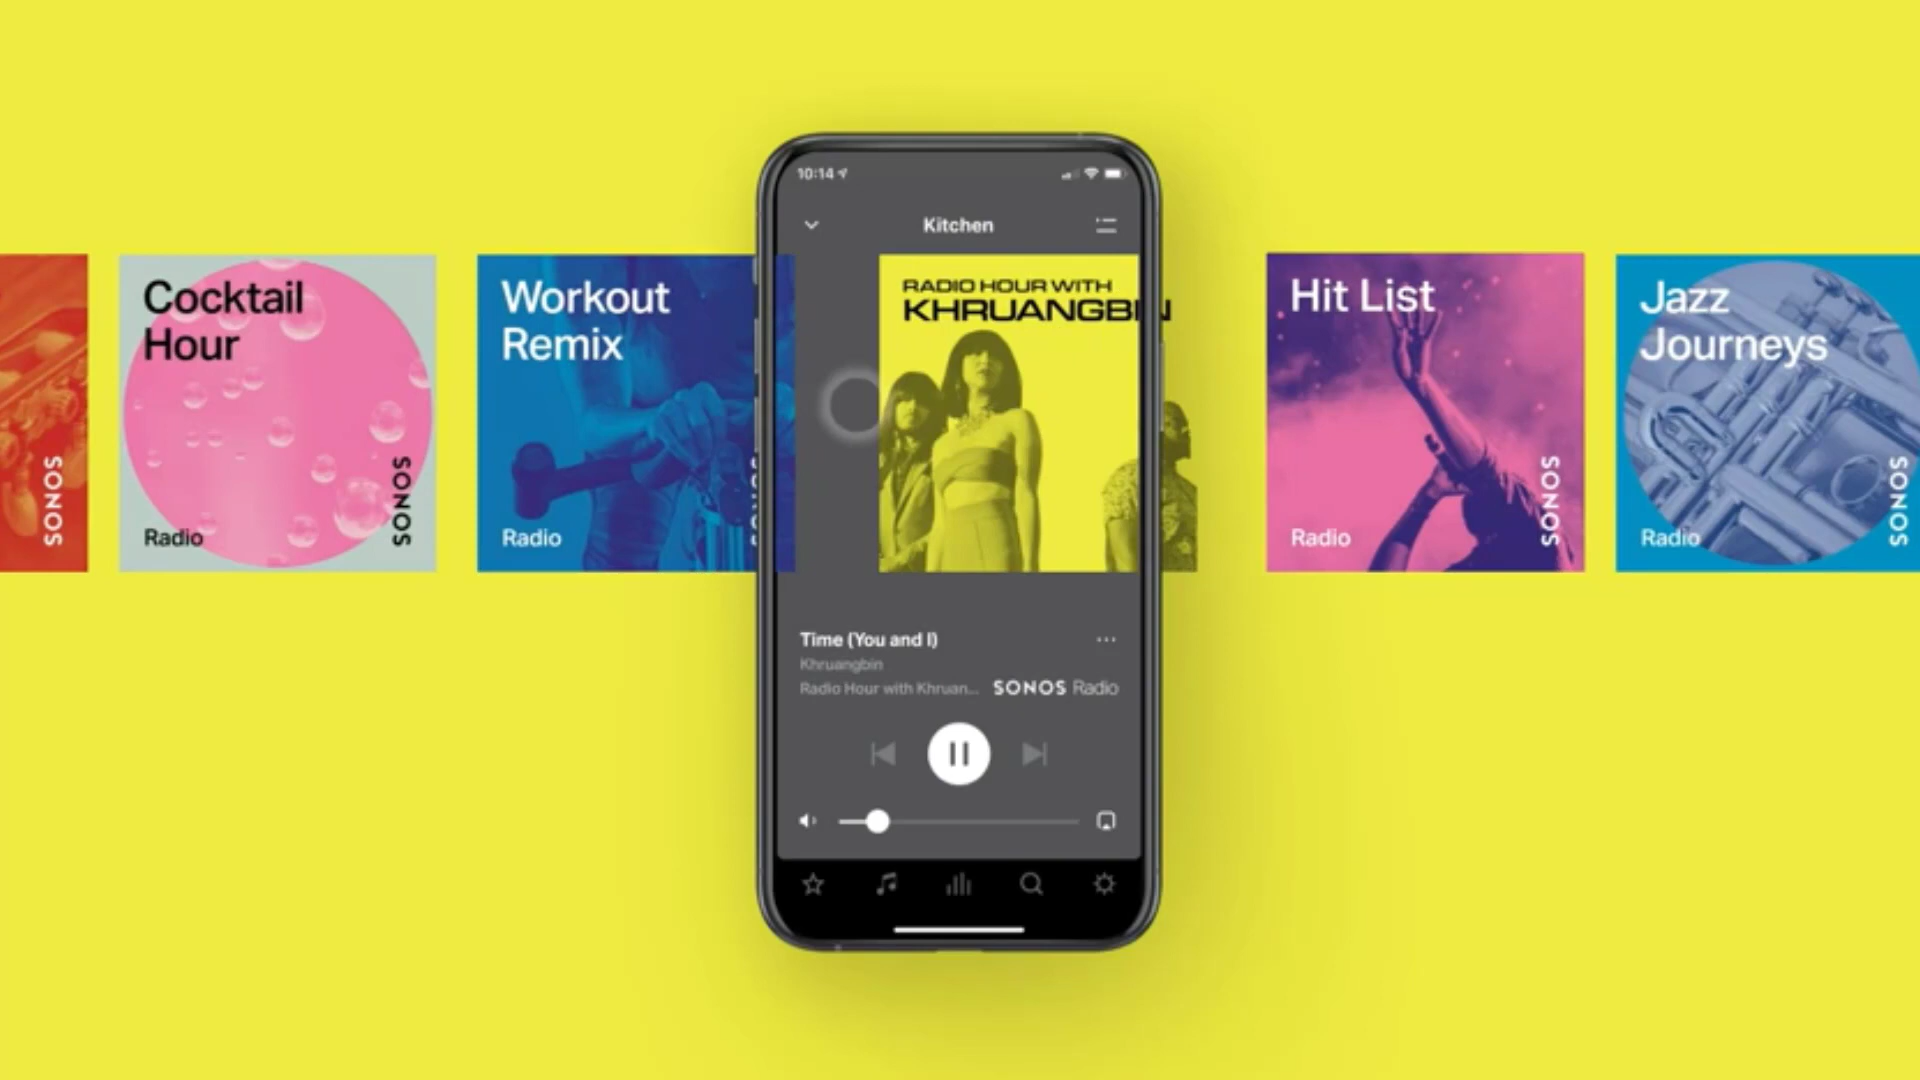 SONOS
Cocktail
Hour
Radio
SONOS
Workout
Remix
Radio
10:14
Kitchen
RADIO HOUR WITH
KHRUANGBIN
Time (You and I)
Khruangbin
Radio Hour with Khruan...
SONOS Radio
Hit List
Radio
SONOS
Jazz
Journeys
Radio
SONOS